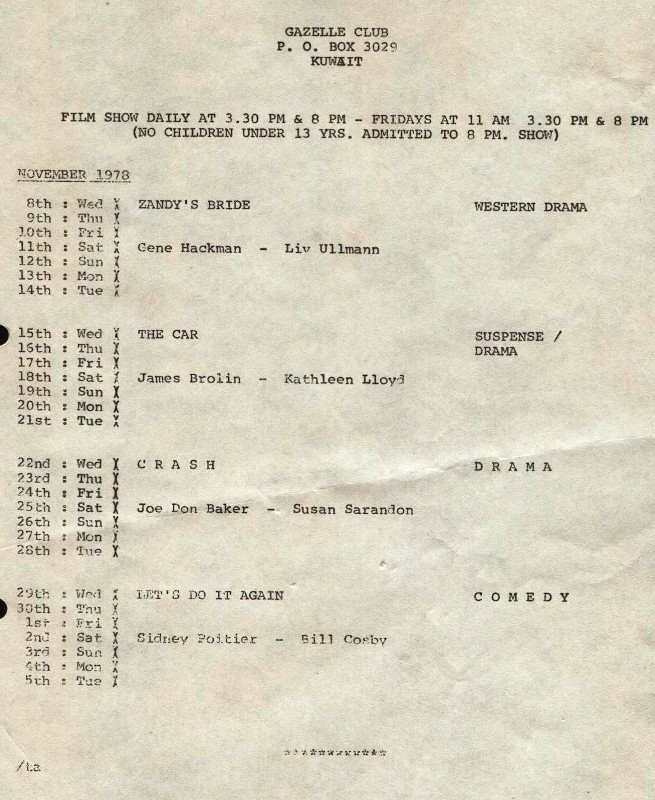 GAZELLE CLUB
P. O. BOX 3029
KUWAIT
FILM SHOW DAILY AT 3.30 PM & 8 PM - FRIDAYS AT 11 AM 3.30 PM & 8 PM
(NO CHILDREN UNDER 13 YRS. ADMITTED TO 8 PM. SHOW)
NOVEMBER 1978
8th : Wed X ZANDY'S BRIDE WESTERN DRAMA
9th : Thu X
10th : Fri X
11th : Sat X Gene Hackman - Liv Ullmann
12th : Sun X
13th : Mon X
14th : Tue X
15th : Wed X THE CAR SUSPENSE /
16th : Thu X DRAMA
17th : Fri X
18th : Sat X James Brolin - Kathleen Lloyd
19th : Sun X
20th : Mon X
21st : Tue X
22nd : Wed X C R A S H D R A M A
23rd : Thu X
24th : Fri X
25th : Sat X Joe Don Baker - Susan Sarandon
26th : Sun X
27th : Mon X
28th : Tue X
29th : Wed X LET'S DO IT AGAIN C O M E D Y
30th : Thu X
1st : Fri X
2nd : Sat X Sidney Poitier - Bill Cosby
3rd : Sun X
4th : Mon X
5th : Tue X
************
/ta